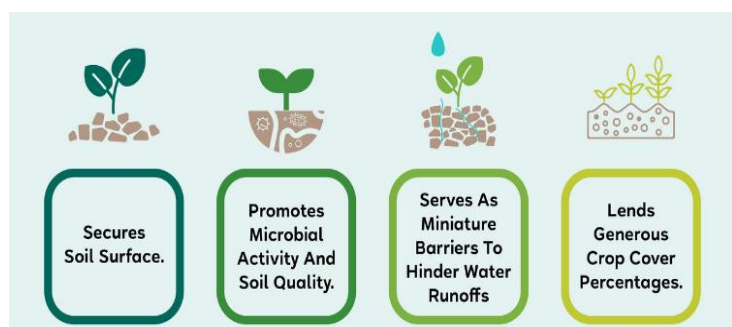 Secures
Soil Surface.
Promotes
Microbial
Activity And
Soil Quality.
Serves As
Miniature
Barriers To
Hinder Water
Runoffs
Lends
Generous
Crop Cover
Percentages.